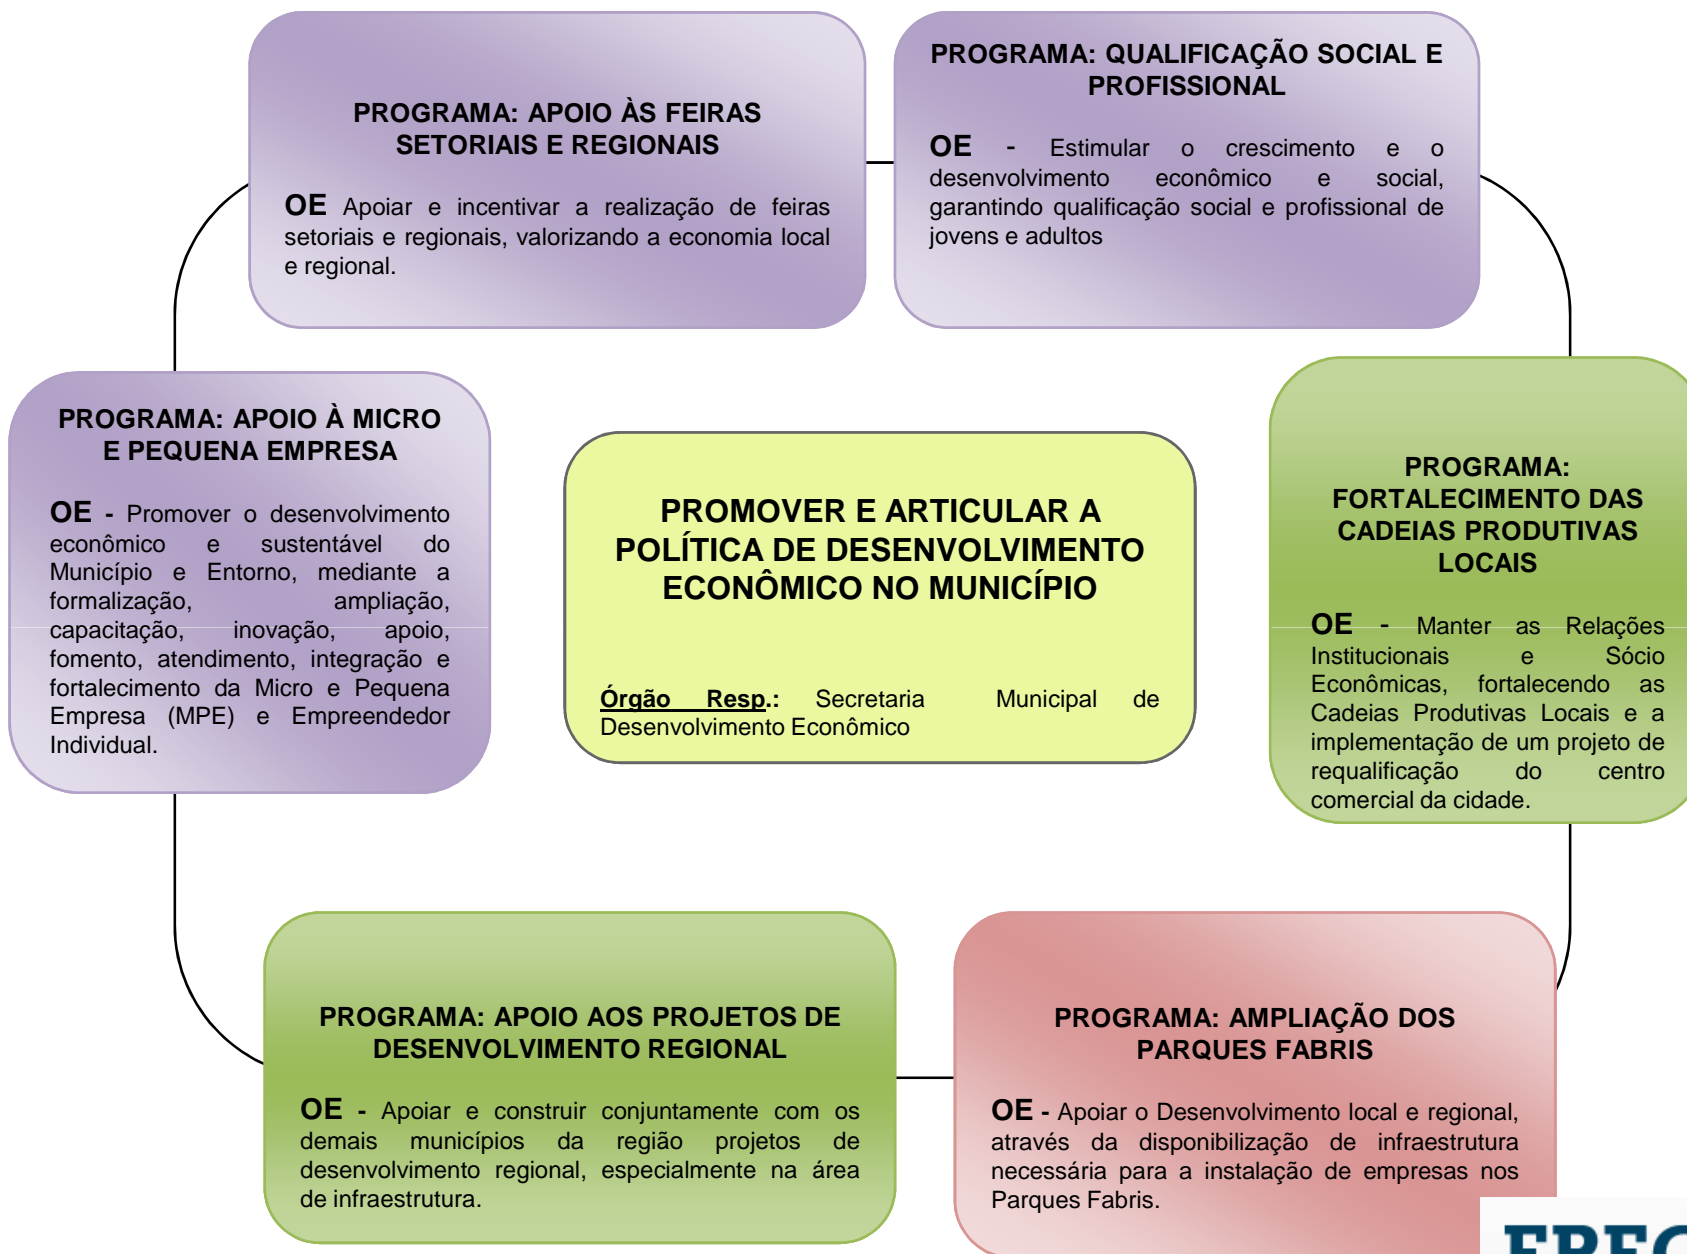 PROGRAMA: APOIO ÀS FEIRAS
SETORIAIS E REGIONAIS
OE Apoiar e incentivar a realização de feiras
setoriais e regionais, valorizando a economia local
e regional.
PROGRAMA: QUALIFICAÇÃO SOCIAL E
PROFISSIONAL
OE - Estimular o crescimento e o
desenvolvimento econômico e social,
garantindo qualificação social e profissional de
jovens e adultos
PROGRAMA: APOIO À MICRO
E PEQUENA EMPRESA
OE - Promover o desenvolvimento
econômico e sustentável do
Município e Entorno, mediante a
formalização, ampliação,
capacitação, inovação, apoio,
fomento, atendimento, integração e
fortalecimento da Micro e Pequena
Empresa (MPE) e Empreendedor
Individual.
PROMOVER E ARTICULAR A
POLÍTICA DE DESENVOLVIMENTO
ECONÔMICO NO MUNICÍPIO
Órgão Resp.: Secretaria Municipal de
Desenvolvimento Econômico
PROGRAMA:
FORTALECIMENTO DAS
CADEIAS PRODUTIVAS
LOCAIS
OE - Manter as Relações
Institucionais e Sócio
Econômicas, fortalecendo as
Cadeias Produtivas Locais e a
implementação de um projeto de
requalificação do centro
comercial da cidade.
PROGRAMA: APOIO AOS PROJETOS DE
DESENVOLVIMENTO REGIONAL
OE - Apoiar e construir conjuntamente com os
demais municípios da região projetos de
desenvolvimento regional, especialmente na área
de infraestrutura.
PROGRAMA: AMPLIAÇÃO DOS
PARQUES FABRIS
OE - Apoiar o Desenvolvimento local e regional,
através da disponibilização de infraestrutura
necessária para a instalação de empresas nos
Parques Fabris.